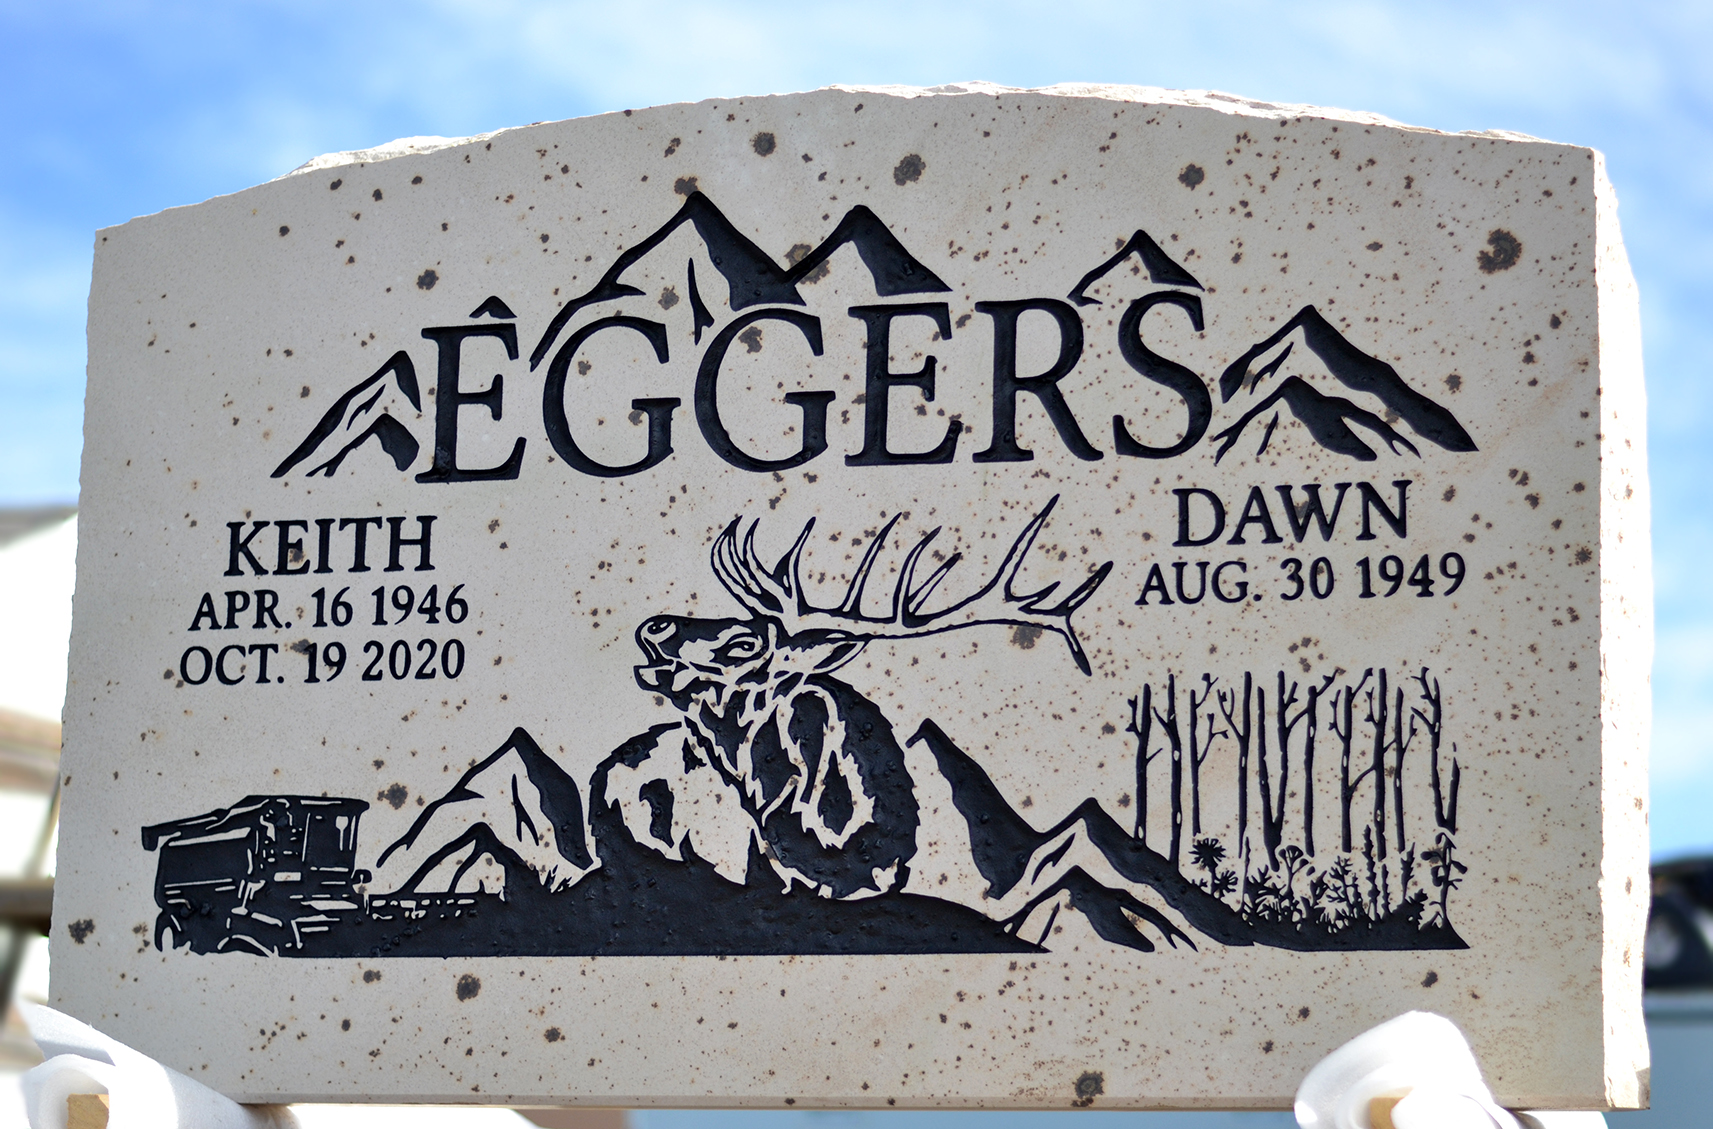 EGGERS
KEITH
APR. 16 1946
OCT. 19 2020
DAWN
AUG. 30 1949